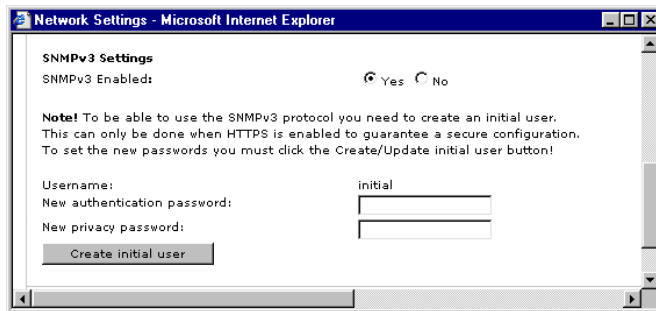 Network Settings - Microsoft Internet Explorer
SNMPv3 Settings
SNMPv3 Enabled: Yes No
Note! To be able to use the SNMPv3 protocol you need to create an initial user.
This can only be done when HTTPS is enabled to guarantee a secure configuration.
To set the new passwords you must click the Create/Update initial user button!
Username: initial
New authentication password:
New privacy password:
Create initial user